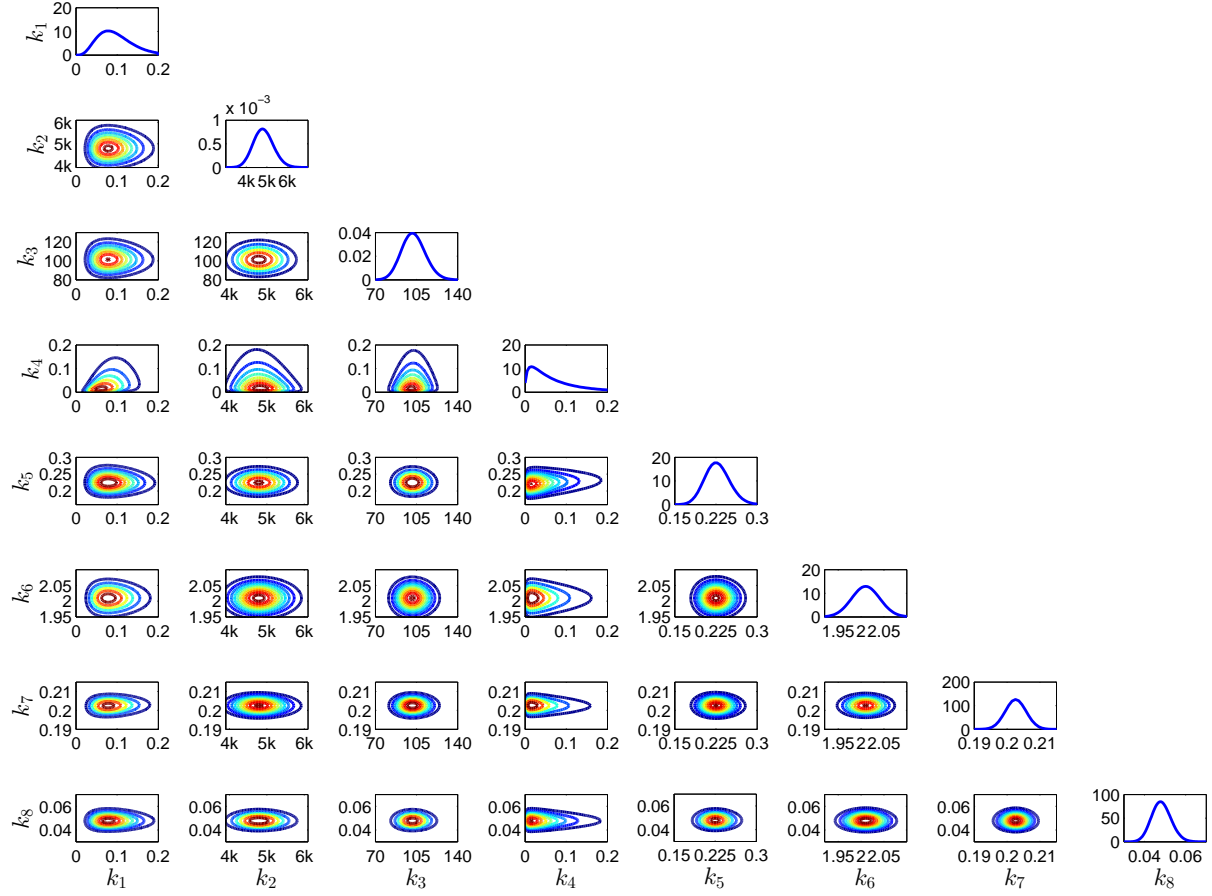 20
k1 10
0
0 0.1 0.2
x 10^−3
6k 1
k2 5k 0.5
4k 0
0 0.1 0.2 4k 5k 6k
120 0.04
k3 100 0.02
80 0
0 0.1 0.2 4k 5k 6k 70 105 140
0.2 0.2 0.2 20
k4 0.1 0.1 0.1 10
0 0 0 0
0 0.1 0.2 4k 5k 6k 70 105 140 0 0.1 0.2
0.3 0.3 0.3 0.3 20
k5 0.25 0.25 0.25 0.25 10
0.2 0.2 0.2 0.2 0
0 0.1 0.2 4k 5k 6k 70 105 140 0 0.1 0.2 0.15 0.225 0.3
20
k6 2.05 2.05 2.05 2.05 2.05 10
2 2 2 2 2
1.95 1.95 1.95 1.95 1.95 0
0 0.1 0.2 4k 5k 6k 70 105 140 0 0.1 0.2 0.15 0.225 0.3 1.95 2 2.05
200
k7 0.21 0.21 0.21 0.21 0.21 0.21 100
0.2 0.2 0.2 0.2 0.2 0.2
0.19 0.19 0.19 0.19 0.19 0.19 0
0 0.1 0.2 4k 5k 6k 70 105 140 0 0.1 0.2 0.15 0.225 0.3 1.95 2 2.05 0.19 0.2 0.21
100
k8 0.06 0.06 0.06 0.06 0.06 0.06 0.06 50
0.04 0.04 0.04 0.04 0.04 0.04 0.04 0
0 0.1 0.2 4k 5k 6k 70 105 140 0 0.1 0.2 0.15 0.225 0.3 1.95 2 2.05 0.19 0.2 0.21 0.04 0.06
k1 k2 k3 k4 k5 k6 k7 k8